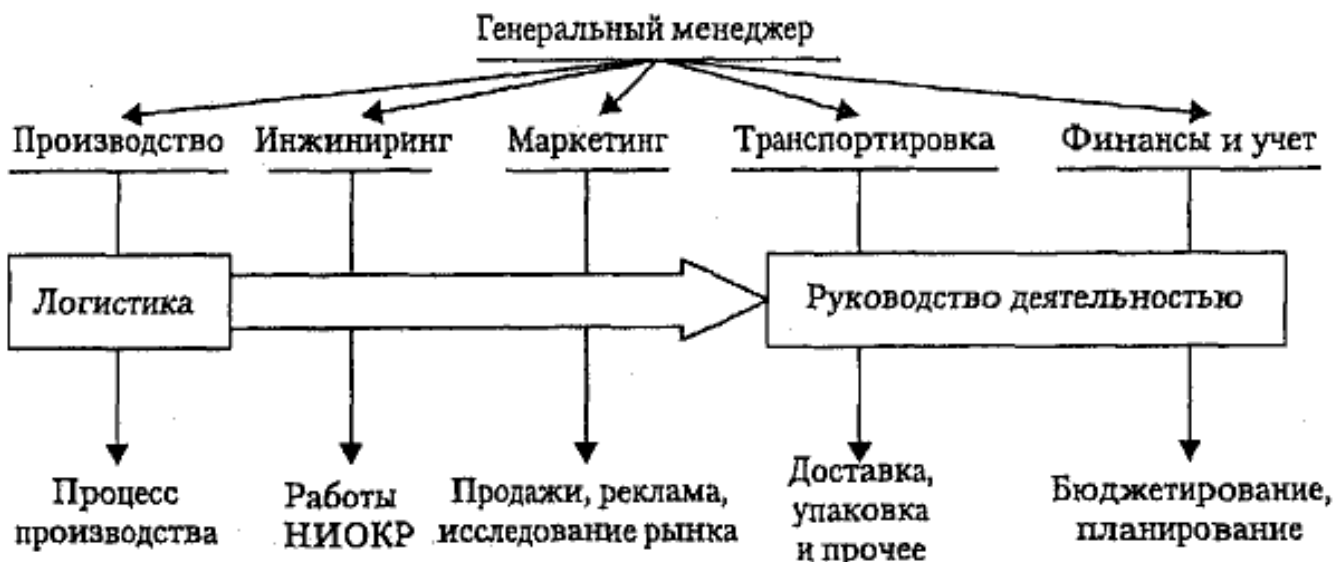 Генеральный менеджер
Производство Инжиниринг Маркетинг Транспортировка Финансы и учет
Логистика Руководство деятельностью
Процесс
производства
Работы
НИОКР
Продажи, реклама,
исследование рынка
Доставка,
упаковка
и прочее
Бюджетирование,
планирование